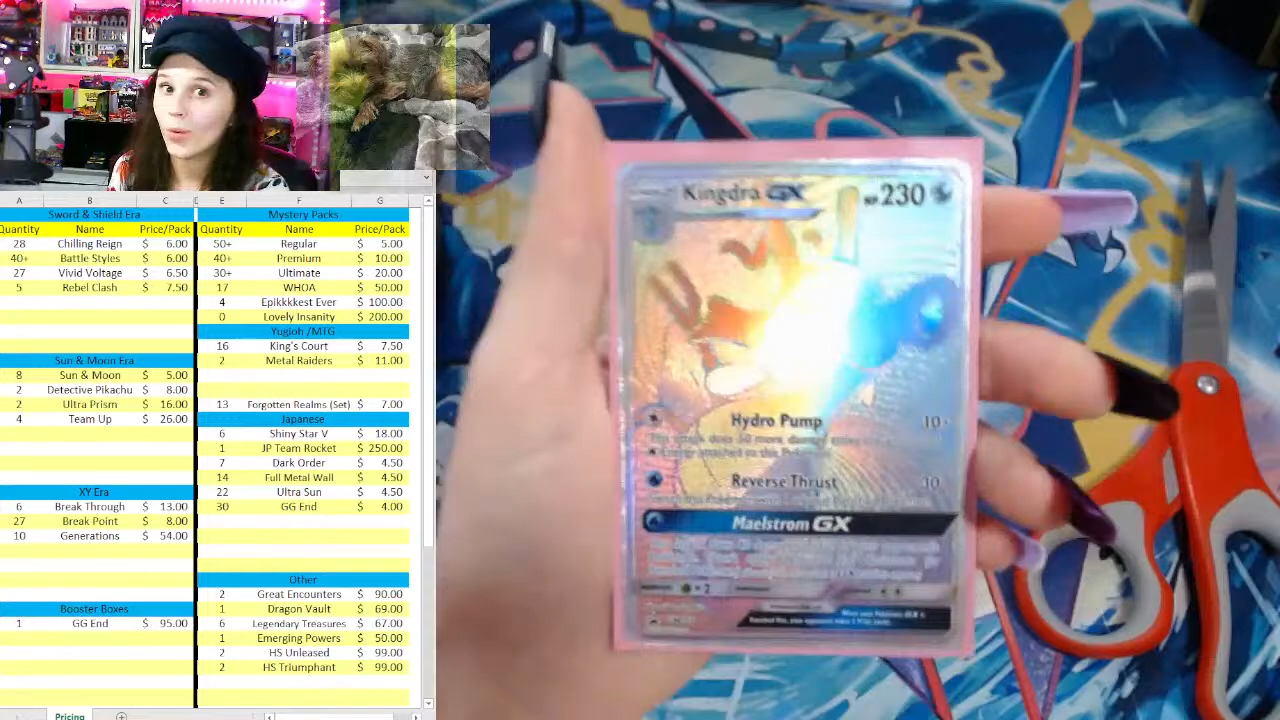 A B C D E F G
Sword & Shield Era Mystery Packs
Quantity Name Price/Pack Quantity Name Price/Pack
28 Chilling Reign $ 6.00 50+ Regular $ 5.00
40+ Battle Styles $ 6.00 40+ Premium $ 10.00
27 Vivid Voltage $ 6.50 30+ Ultimate $ 20.00
5 Rebel Clash $ 7.50 17 WHOA $ 50.00
4 Epikkkkest Ever $ 100.00
0 Lovely Insanity $ 200.00
Yugioh /MTG
16 King's Court $ 7.50
Sun & Moon Era 2 Metal Raiders $ 11.00
8 Sun & Moon $ 5.00
2 Detective Pikachu $ 8.00
2 Ultra Prism $ 16.00 13 Forgotten Realms (Set) $ 7.00
4 Team Up $ 26.00 Japanese
6 Shiny Star V $ 18.00
1 JP Team Rocket $ 250.00
7 Dark Order $ 4.50
14 Full Metal Wall $ 4.50
XY Era 22 Ultra Sun $ 4.50
6 Break Through $ 13.00 30 GG End $ 4.00
27 Break Point $ 8.00
10 Generations $ 54.00
Other
2 Great Encounters $ 90.00
Booster Boxes 1 Dragon Vault $ 69.00
1 GG End $ 95.00 6 Legendary Treasures $ 67.00
1 Emerging Powers $ 50.00
2 HS Unleased $ 99.00
2 HS Triumphant $ 99.00
Pricing
Kingdra GX HP 230
Hydro Pump 10+
Reverse Thrust
Maelstrom GX
×2